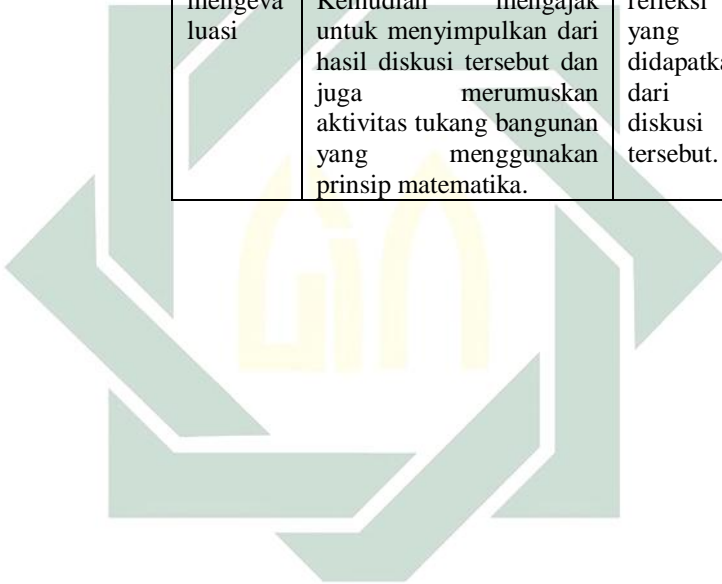 mengeva
luasi
Kemudian mengajak
untuk menyimpulkan dari
hasil diskusi tersebut dan
juga merumuskan
aktivitas tukang bangunan
yang menggunakan
prinsip matematika.
refleksi
yang
didapatka
dari
diskusi
tersebut.